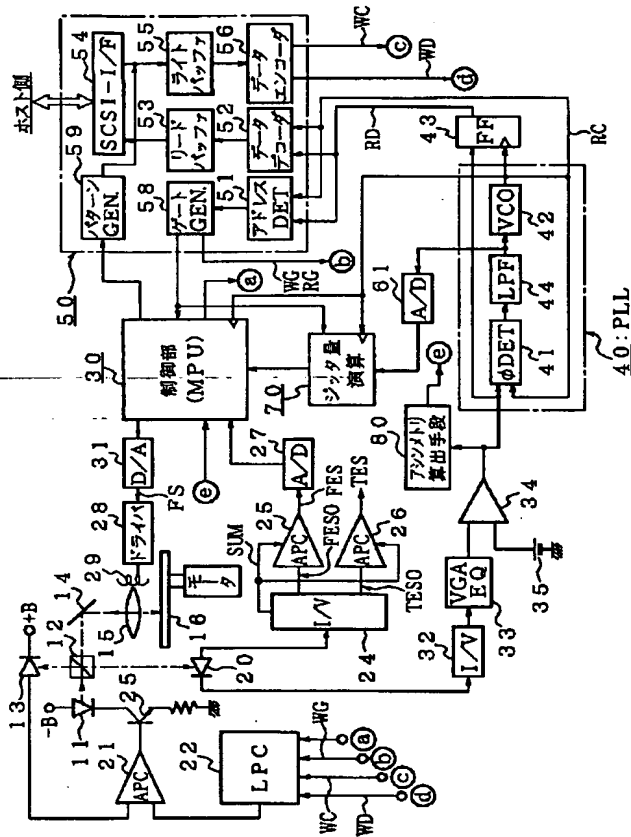 ホスト側
59
54
SCSI-I/F
パターン
GEN.
53
リード
バッファ
55
ライト
バッファ
50
58
ゲート
GEN.
51
アドレス
DET
52
データ
デコーダ
56
データ
エンコーダ
WC
c
WD
d
WG
RG
b
a
30
制御部
(MPU)
31
D/A
FS
28
ドライバ
29
15
14
12
13
+B
-B
11
16
モータ
25
21
APC
22
LPC
WG
WC
WD
a
b
c
d
20
e
27
A/D
70
ジッタ量
演算
61
A/D
SUM
25
APC
FES
FESO
26
APC
TES
TESO
24
I/V
80
アシンメトリ
算出手段
e
32
I/V
33
VGA
EQ
34
35
RD
RC
43
FF
42
VCO
44
LPF
41
φDET
40:PLL